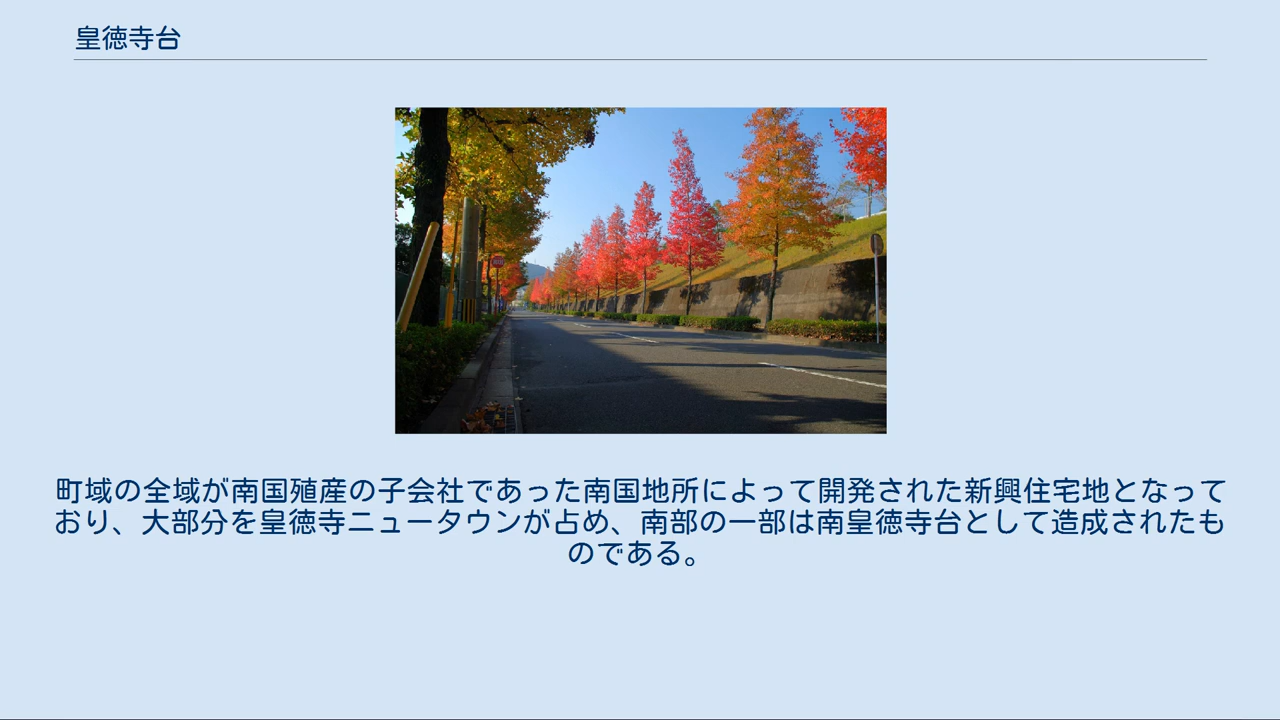 皇徳寺台
町域の全域が南国殖産の子会社であった南国地所によって開発された新興住宅地となって
おり、大部分を皇徳寺ニュータウンが占め、南部の一部は南皇徳寺台として造成されたも
のである。